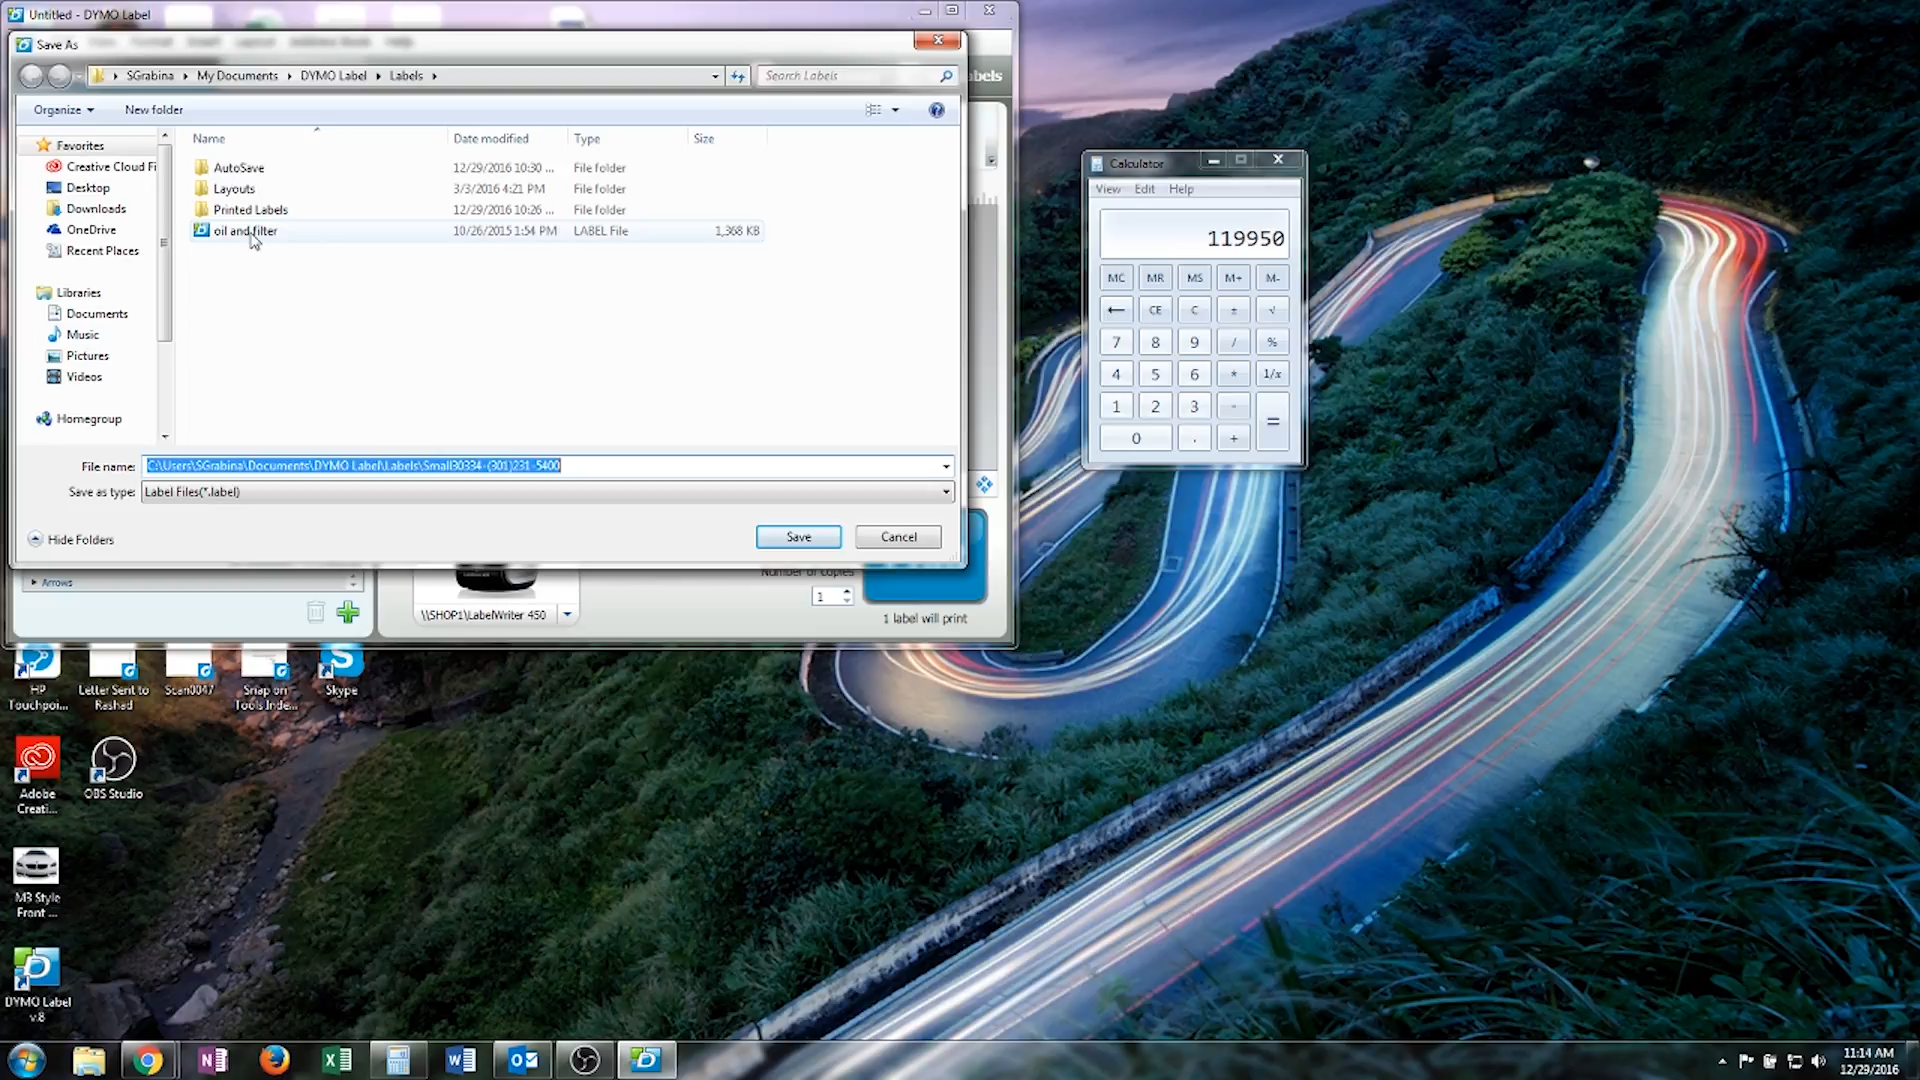 Untitled - DYMO Label
Save As
SGrabina
My Documents
DYMO Label
Labels
Search Labels
Organize
New folder
Name
Date modified
Type
Size
AutoSave
12/29/2016 10:30 ...
File folder
Layouts
3/3/2016 4:21 PM
File folder
Printed Labels
12/29/2016 10:26 ...
File folder
oil and filter
10/26/2015 1:54 PM
LABEL File
1,368 KB
Favorites
Creative Cloud Fi
Desktop
Downloads
OneDrive
Recent Places
Libraries
Documents
Music
Pictures
Videos
Homegroup
File name:
C:\Users\SGrabina\Documents\DYMO Label\Labels\Small30334-(301)231-5400
Save as type:
Label Files(*.label)
Hide Folders
Save
Cancel
Arrows
\\SHOP1\LabelWriter 450
Number of copies
1
1 label will print
Calculator
View Edit Help
119950
MC MR MS M+ M-
← CE C ± √
7 8 9 / %
4 5 6 * 1/x
1 2 3 - =
0 . +
HP
Touchpoi...
Letter Sent to
Rashad
Scan0047
Snap on
Tools Inde...
Skype
Adobe
Creati...
OBS Studio
M3 Style
Front ...
DYMO Label
v.8
11:14 AM
12/29/2016